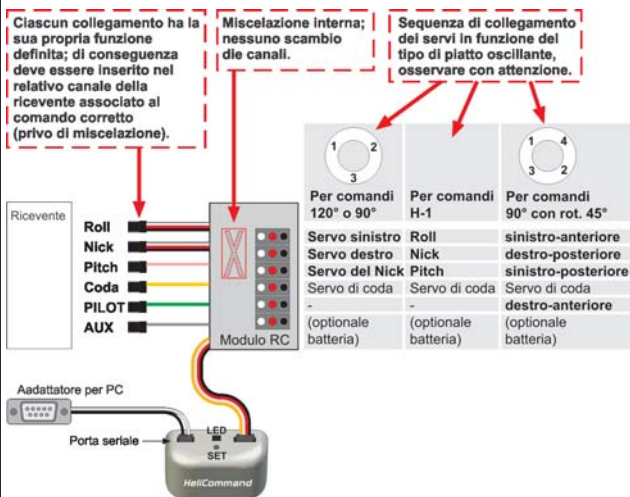 Ciascun collegamento ha la
sua propria funzione
definita; di conseguenza
deve essere inserito nel
relativo canale della
ricevente associato al
comando corretto
(privo di miscelazione).
Miscelazione interna;
nessuno scambio
die canali.
Sequenza di collegamento
dei servi in funzione del
tipo di piatto oscillante,
osservare con attenzione.
1 2
3
1 4
3 2
Per comandi
120° o 90°
Per comandi
H-1
Per comandi
90° con rot. 45°
Ricevente
Roll
Nick
Pitch
Coda
PILOT
AUX
Modulo RC
Servo sinistro Roll sinistro-anteriore
Servo destro Nick destro-posteriore
Servo del Nick Pitch sinistro-posteriore
Servo di coda Servo di coda Servo di coda
- - destro-anteriore
(optionale (optionale (optionale
batteria) batteria) batteria)
Aadattatore per PC
Porta seriale
LED
SET
HeliCommand